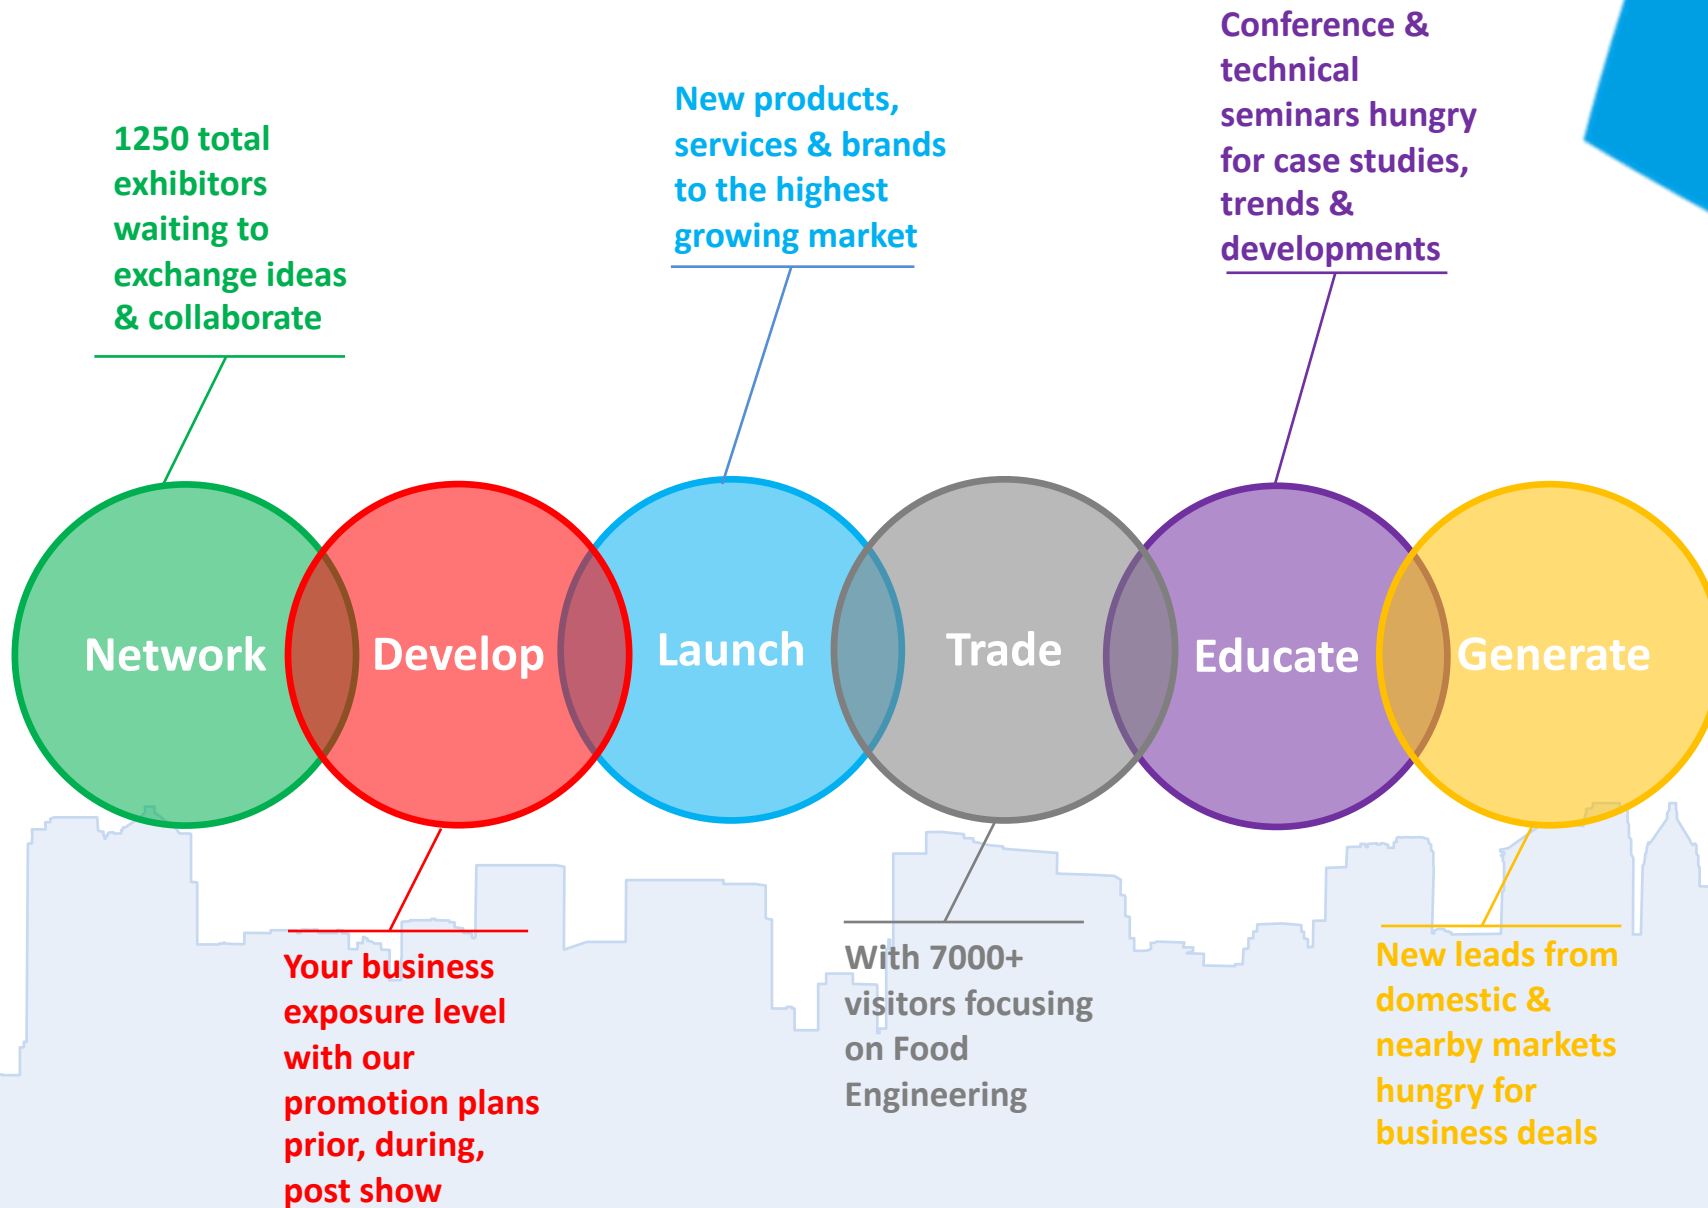 1250 total
exhibitors
waiting to
exchange ideas
& collaborate
New products,
services & brands
to the highest
growing market
Conference &
technical
seminars hungry
for case studies,
trends &
developments
Network
Develop
Launch
Trade
Educate
Generate
Your business
exposure level
with our
promotion plans
prior, during,
post show
With 7000+
visitors focusing
on Food
Engineering
New leads from
domestic &
nearby markets
hungry for
business deals